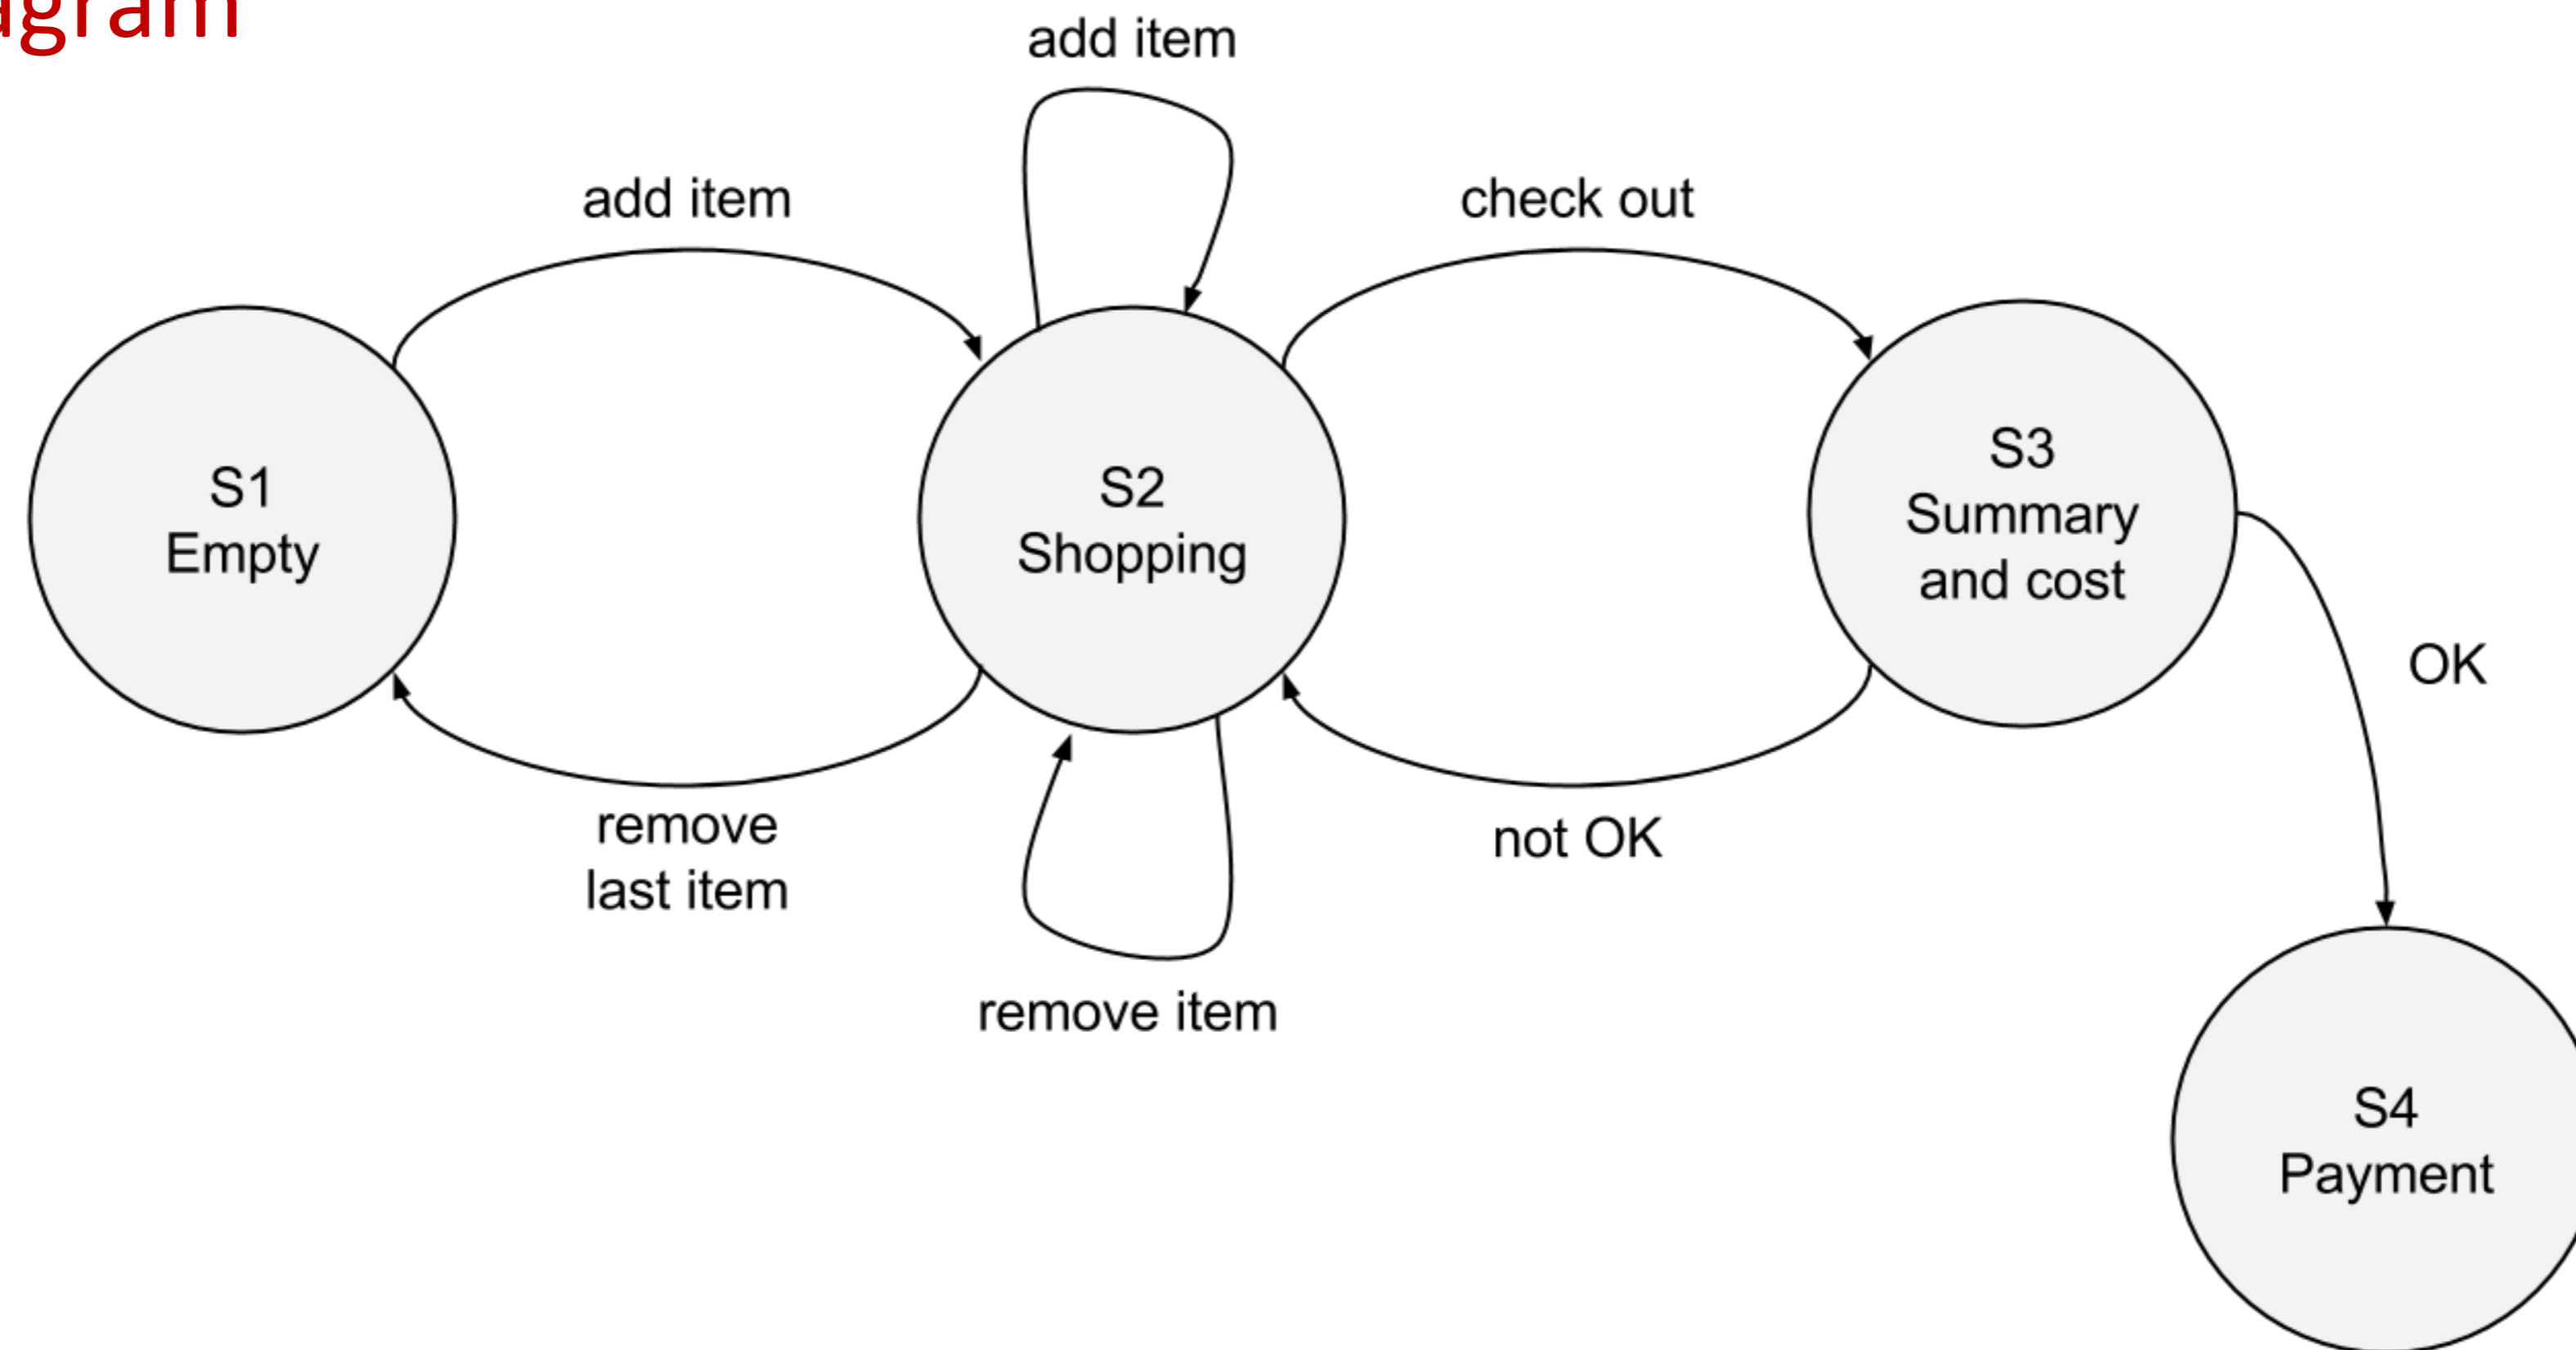 agram
add item
add item
check out
S1
Empty
S2
Shopping
S3
Summary
and cost
OK
remove
last item
not OK
remove item
S4
Payment